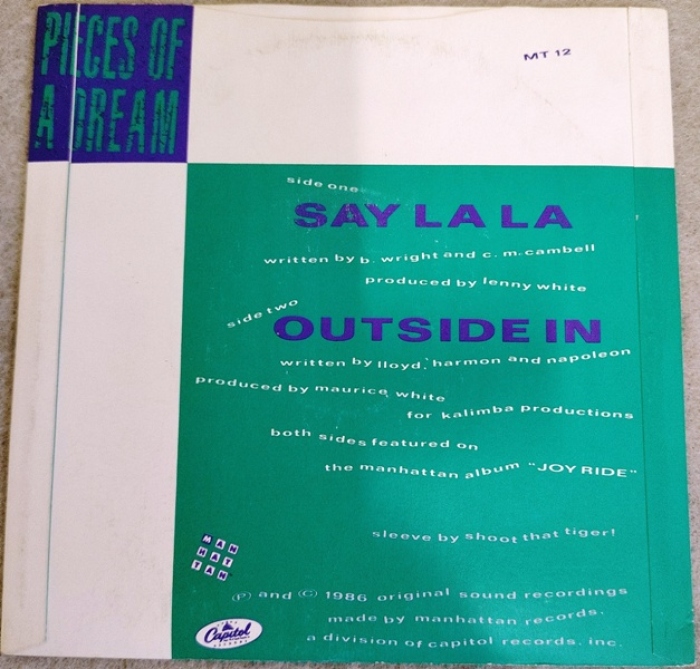 PIECES OF
A DREAM
MT 12
side one
SAY LA LA
written by b. wright and c. m. cambell
produced by lenny white
side two
OUTSIDE IN
written by lloyd, harmon and napoleon
produced by maurice white
for kalimba productions
both sides featured on
the manhattan album "JOY RIDE"
sleeve by shoot that tiger!
MAN
HAT
TAN
Ⓟ and © 1986 original sound recordings
made by manhattan records.
a division of capitol records, inc.
Capitol